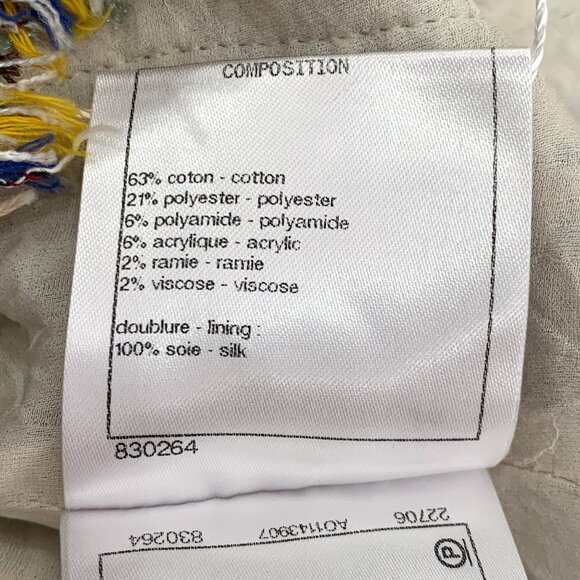 COMPOSITION
63% coton - cotton
21% polyester - polyester
6% polyamide - polyamide
6% acrylique - acrylic
2% ramie - ramie
2% viscose - viscose
doublure - lining :
100% soie - silk
830264
22706 AO1143907 830264
P